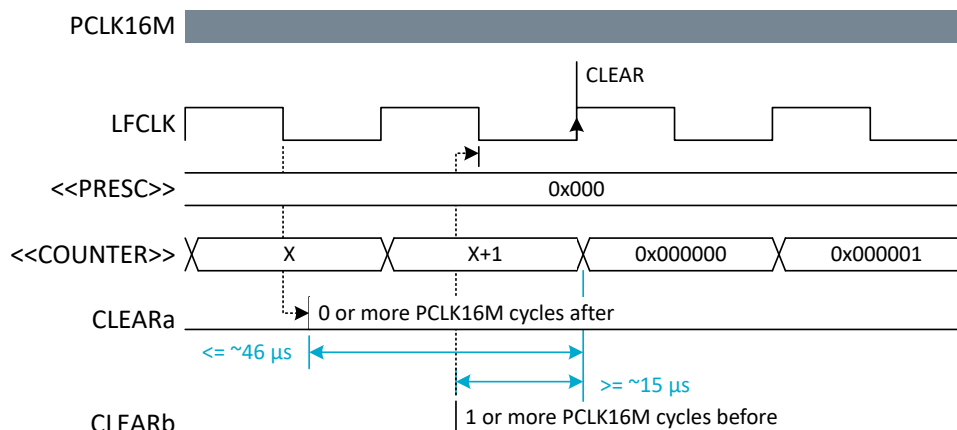 PCLK16M
CLEAR
LFCLK
<<PRESC>> 0x000
<<COUNTER>> X X+1 0x000000 0x000001
CLEARa 0 or more PCLK16M cycles after
<= ~46 µs
>= ~15 µs
CLEARb 1 or more PCLK16M cycles before